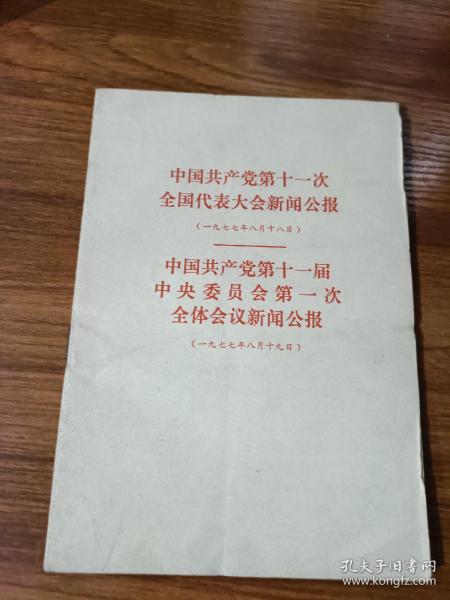 中国共产党第十一次
全国代表大会新闻公报
（一九七七年八月十八日）
中国共产党第十一届
中央委员会第一次
全体会议新闻公报
（一九七七年八月十九日）
孔夫子旧书网
www.kongfz.com